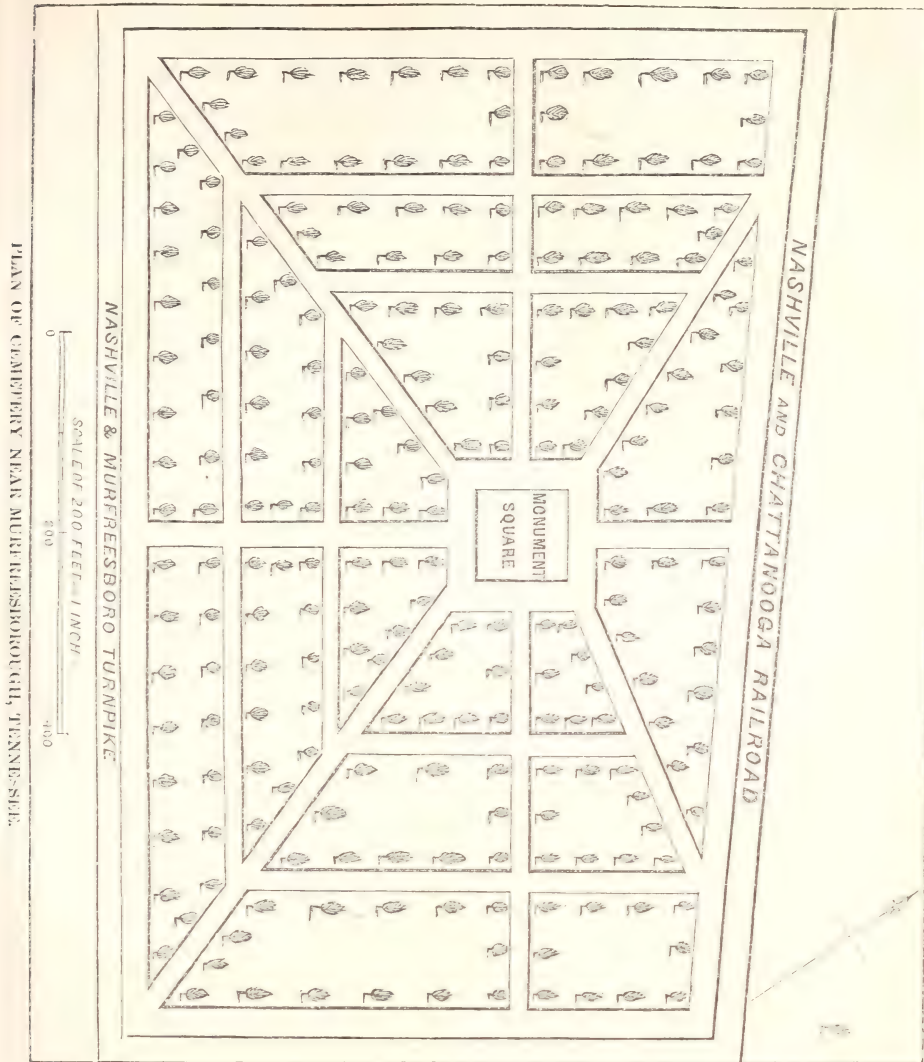 NASHVILLE AND CHATTANOOGA RAILROAD
MONUMENT
SQUARE
NASHVILLE & MURFREESBORO TURNPIKE
SCALE OF 200 FEET = 1 INCH
0 200 400
PLAN OF CEMETERY NEAR MURFREESBOROUGH, TENNESSEE.